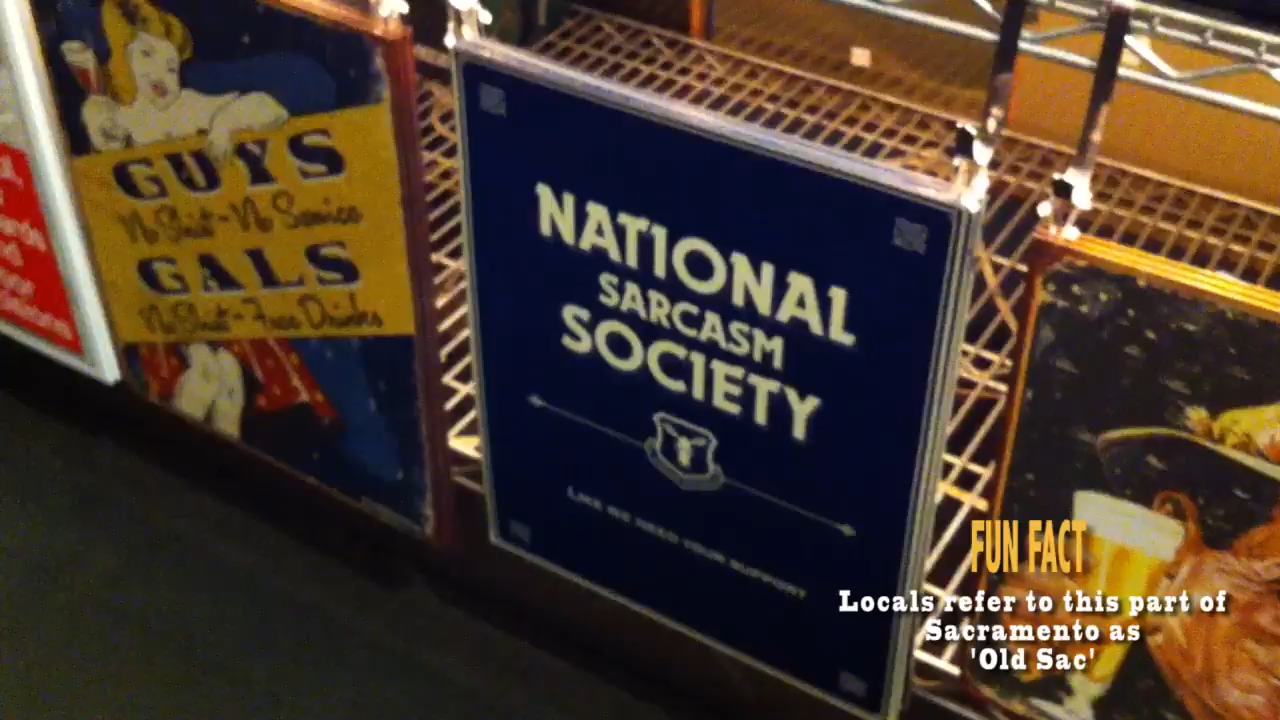 GUYS
No Shirt-No Service
GALS
No Shirt-Free Drinks
NATIONAL
SARCASM
SOCIETY
LIKE WE NEED YOUR SUPPORT
FUN FACT
Locals refer to this part of
Sacramento as
'Old Sac'